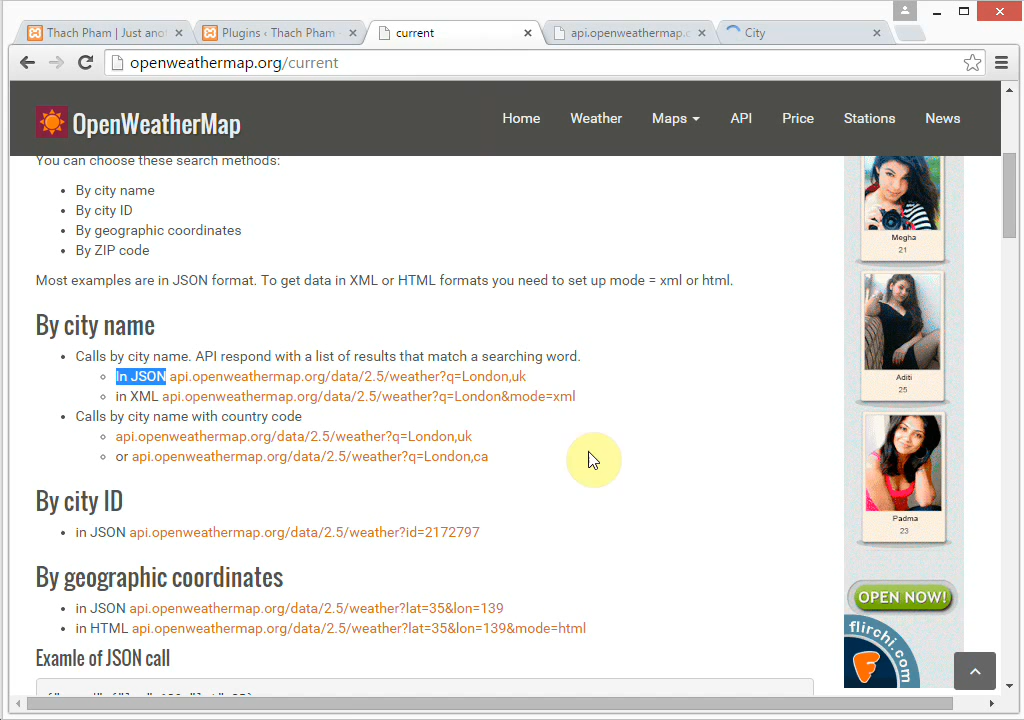 Thach Pham | Just ano
Plugins ‹ Thach Pham
current
api.openweathermap.o
City
openweathermap.org/current
OpenWeatherMap
Home Weather Maps API Price Stations News
You can choose these search methods:
By city name
By city ID
By geographic coordinates
By ZIP code
Most examples are in JSON format. To get data in XML or HTML formats you need to set up mode = xml or html.
By city name
Calls by city name. API respond with a list of results that match a searching word.
In JSON api.openweathermap.org/data/2.5/weather?q=London,uk
in XML api.openweathermap.org/data/2.5/weather?q=London&mode=xml
Calls by city name with country code
api.openweathermap.org/data/2.5/weather?q=London,uk
or api.openweathermap.org/data/2.5/weather?q=London,ca
By city ID
in JSON api.openweathermap.org/data/2.5/weather?id=2172797
By geographic coordinates
in JSON api.openweathermap.org/data/2.5/weather?lat=35&lon=139
in HTML api.openweathermap.org/data/2.5/weather?lat=35&lon=139&mode=html
Examle of JSON call
Megha
21
Aditi
25
Padma
23
OPEN NOW!
flirchi.com